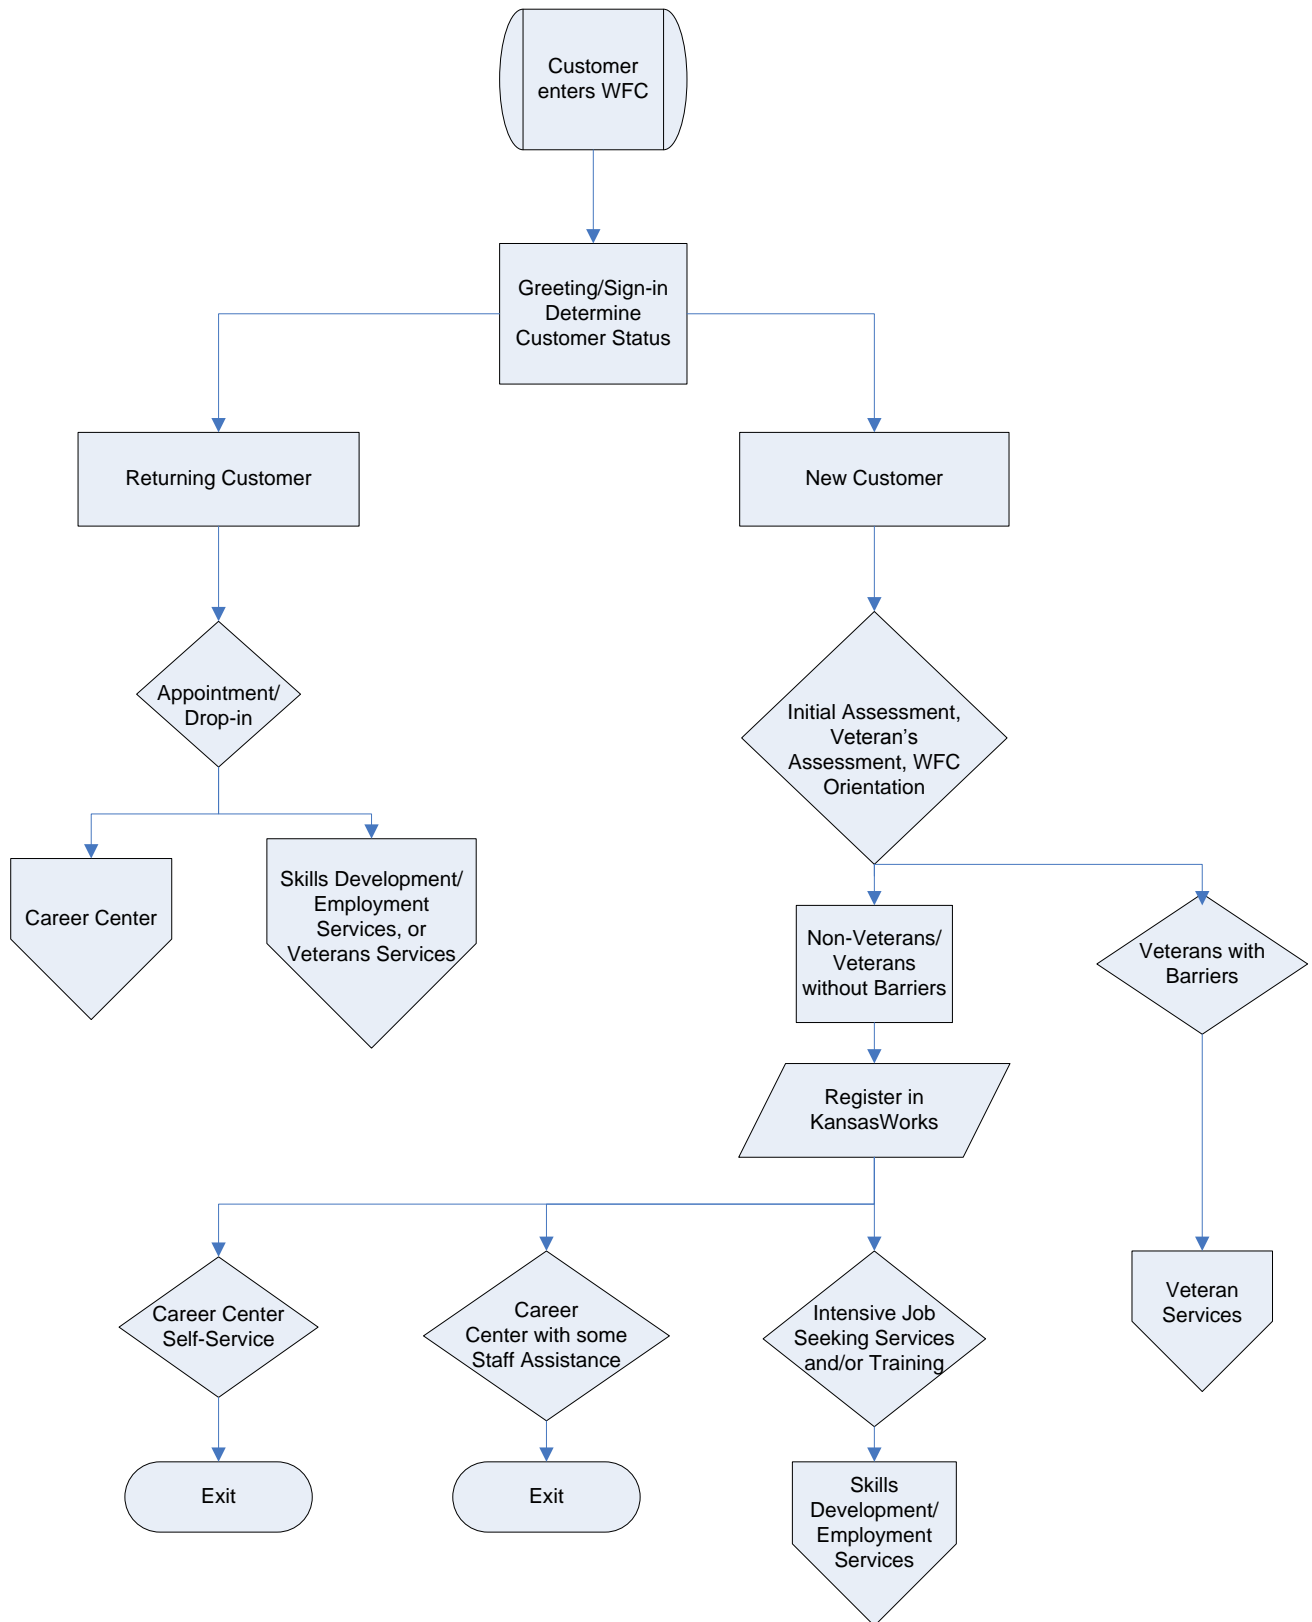 Customer
enters WFC
Greeting/Sign-in
Determine
Customer Status
Returning Customer
New Customer
Appointment/
Drop-in
Initial Assessment,
Veteran’s
Assessment, WFC
Orientation
Career Center
Skills Development/
Employment
Services, or
Veterans Services
Non-Veterans/
Veterans
without Barriers
Veterans with
Barriers
Register in
KansasWorks
Career Center
Self-Service
Career
Center with some
Staff Assistance
Intensive Job
Seeking Services
and/or Training
Veteran
Services
Exit
Exit
Skills
Development/
Employment
Services